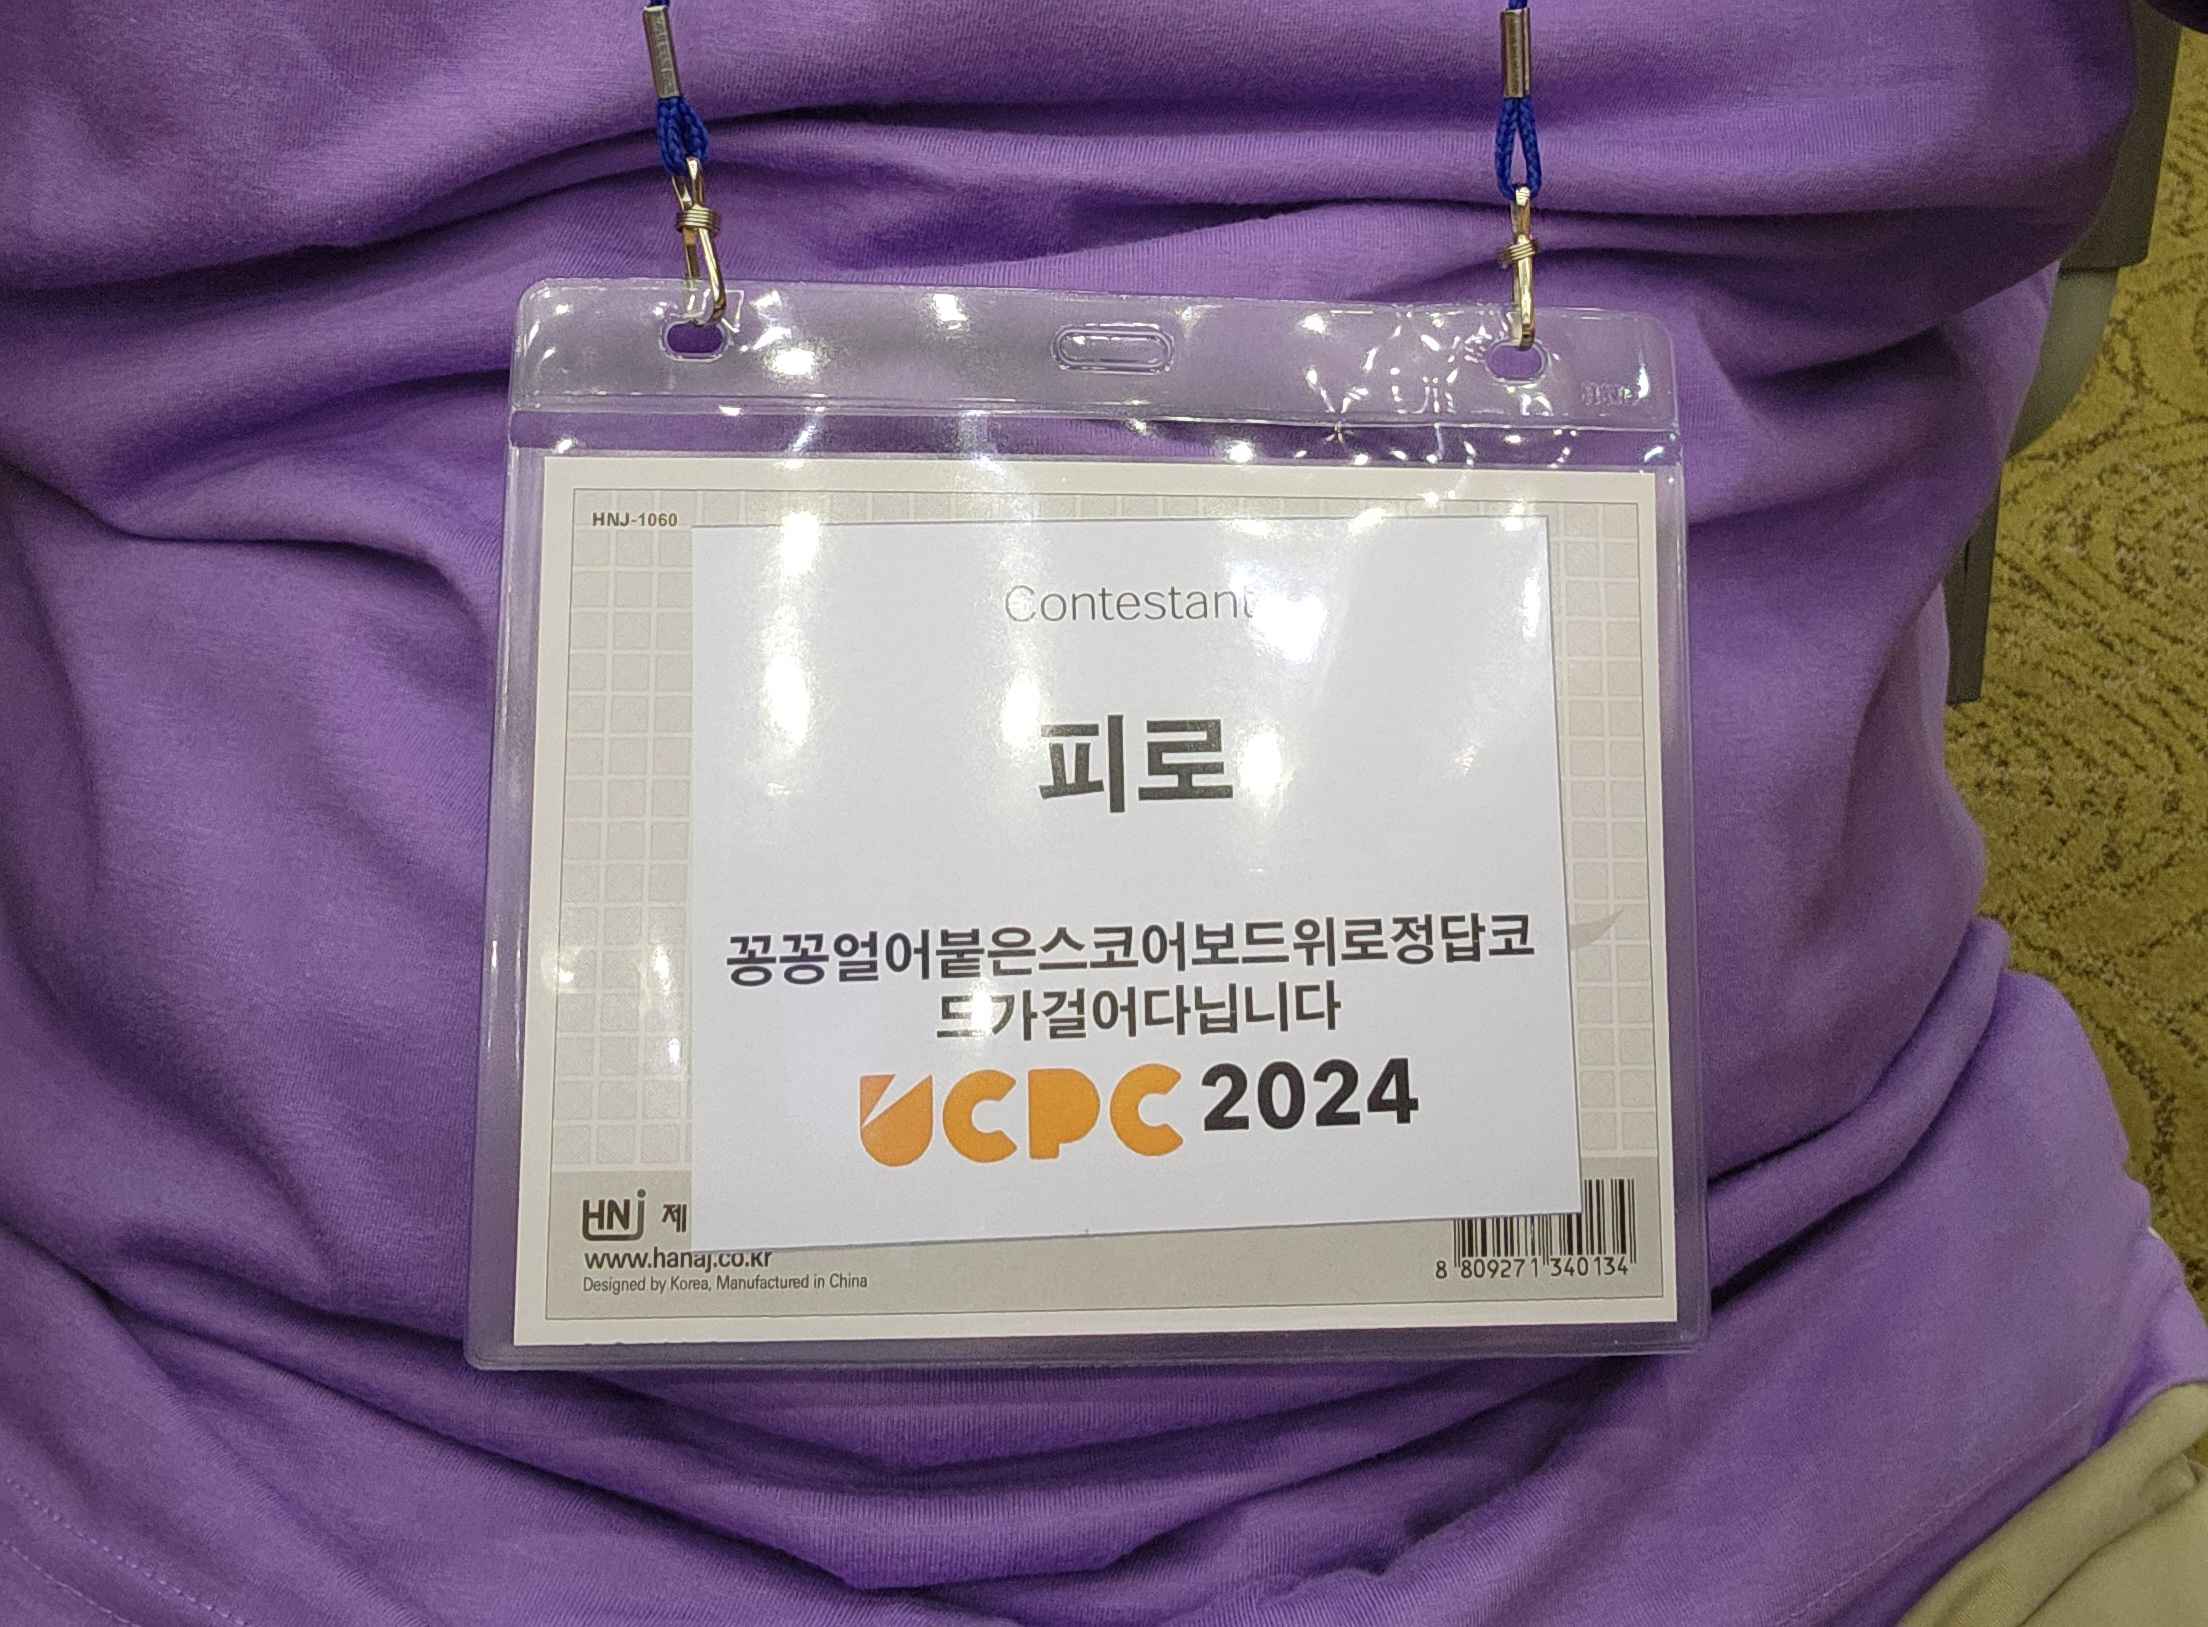 HNJ-1060
Contestant
피로
꽁꽁얼어붙은스코어보드위로정답코
드가걸어다닙니다
UCPC 2024
HNJ 제
www.hanaj.co.kr
Designed by Korea, Manufactured in China
8 809271 340134